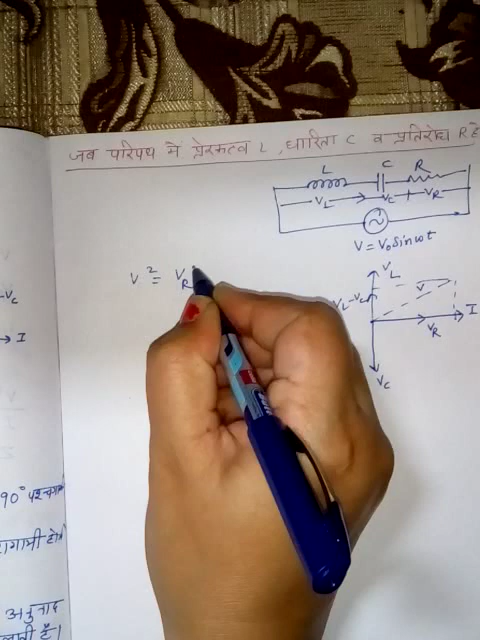 जब परिपथ में प्रेरकत्व L, धारिता C व प्रतिरोध R है
L C R
V_L V_C V_R
V = V₀ sin ωt
V² = V_R
V_L
V_L-V_C
V
I
V_R
V_C
-V_C
→ I
90° पश्चगामी
अनुनाद